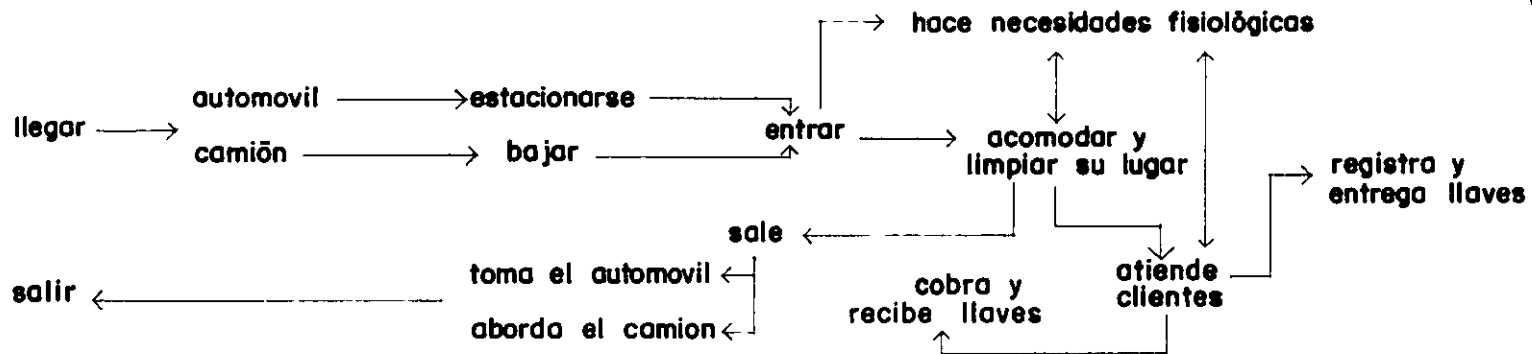 hace necesidades fisiológicas
automovil
estacionarse
llegar
entrar
camión
bajar
acomodar y
limpiar su lugar
registra y
entrega llaves
sale
toma el automovil
atiende
clientes
salir
cobra y
recibe llaves
aborda el camion